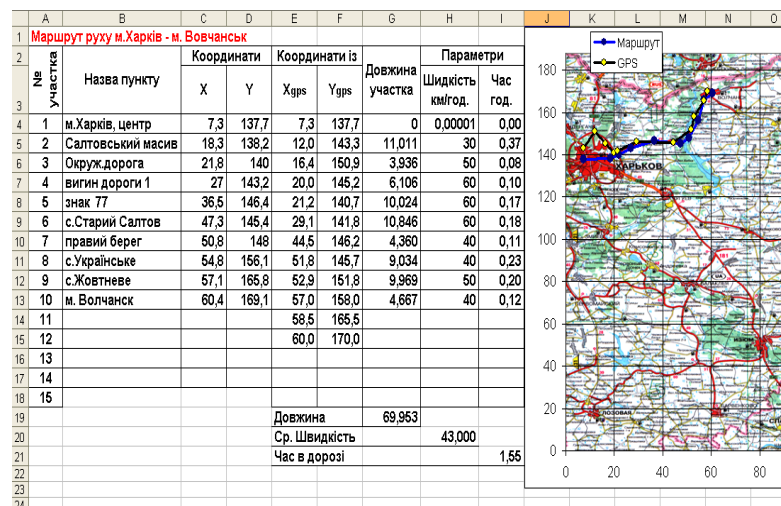 A B C D E F G H I J K L M N O
1 Маршрут руху м.Харків - м. Вовчанськ
2 № участка Назва пункту Координати Координати із Довжина участка Параметри
3 X Y Xgps Ygps Шидкість км/год. Час год.
4 1 м.Харків, центр 7,3 137,7 7,3 137,7 0 0,00001 0,00
5 2 Салтовський масив 18,3 138,2 12,0 143,3 11,011 30 0,37
6 3 Окруж.дорога 21,8 140 16,4 150,9 3,936 50 0,08
7 4 вигин дороги 1 27 143,2 20,0 145,2 6,106 60 0,10
8 5 знак 77 36,5 146,4 21,2 140,7 10,024 60 0,17
9 6 с.Старий Салтов 47,3 145,4 29,1 141,8 10,846 60 0,18
10 7 правий берег 50,8 148 44,5 146,2 4,360 40 0,11
11 8 с.Українське 54,8 156,1 51,8 145,7 9,034 40 0,23
12 9 с.Жовтневе 57,1 165,8 52,9 151,8 9,969 50 0,20
13 10 м. Волчанск 60,4 169,1 57,0 158,0 4,667 40 0,12
14 11 58,5 165,5
15 12 60,0 170,0
16 13
17 14
18 15
19 Довжина 69,953
20 Ср. Швидкість 43,000
21 Час в дорозі 1,55
22
23
24
Маршрут
GPS
180
160
140
120
100
80
60
40
20
0
0 20 40 60 80
ХАРЬКОВ
ИЗЮМ
ЛОЗОВАЯ